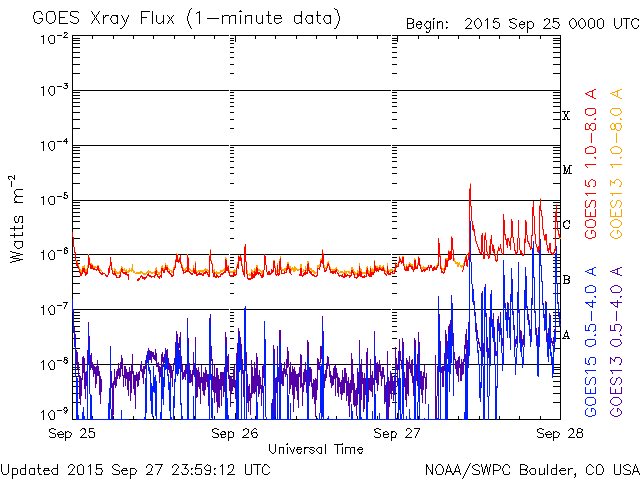 GOES Xray Flux (1-minute data)
Begin: 2015 Sep 25 0000 UTC
10-2
10-3
10-4
10-5
10-6
10-7
10-8
10-9
Watts m-2
X
M
C
B
A
GOES15 1.0-8.0 A
GOES13 1.0-8.0 A
GOES15 0.5-4.0 A
GOES13 0.5-4.0 A
Sep 25 Sep 26 Sep 27 Sep 28
Universal Time
Updated 2015 Sep 27 23:59:12 UTC
NOAA/SWPC Boulder, CO USA